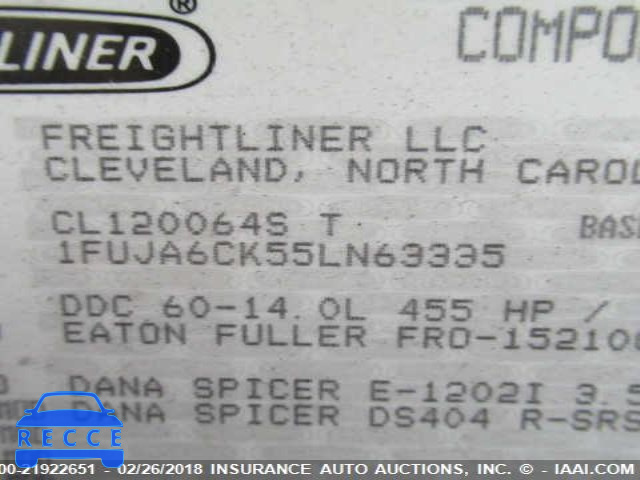 LINER ®
COMPO
FREIGHTLINER LLC
CLEVELAND, NORTH CARO
CL120064S T BAS
1FUJA6CK55LN63335
DDC 60-14.0L 455 HP /
EATON FULLER FRO-15210
DANA SPICER E-1202I 3.5
DANA SPICER DS404 R-SRS
RECCE
00-21922651 - 02/26/2018 INSURANCE AUTO AUCTIONS, INC. © - IAAI.COM